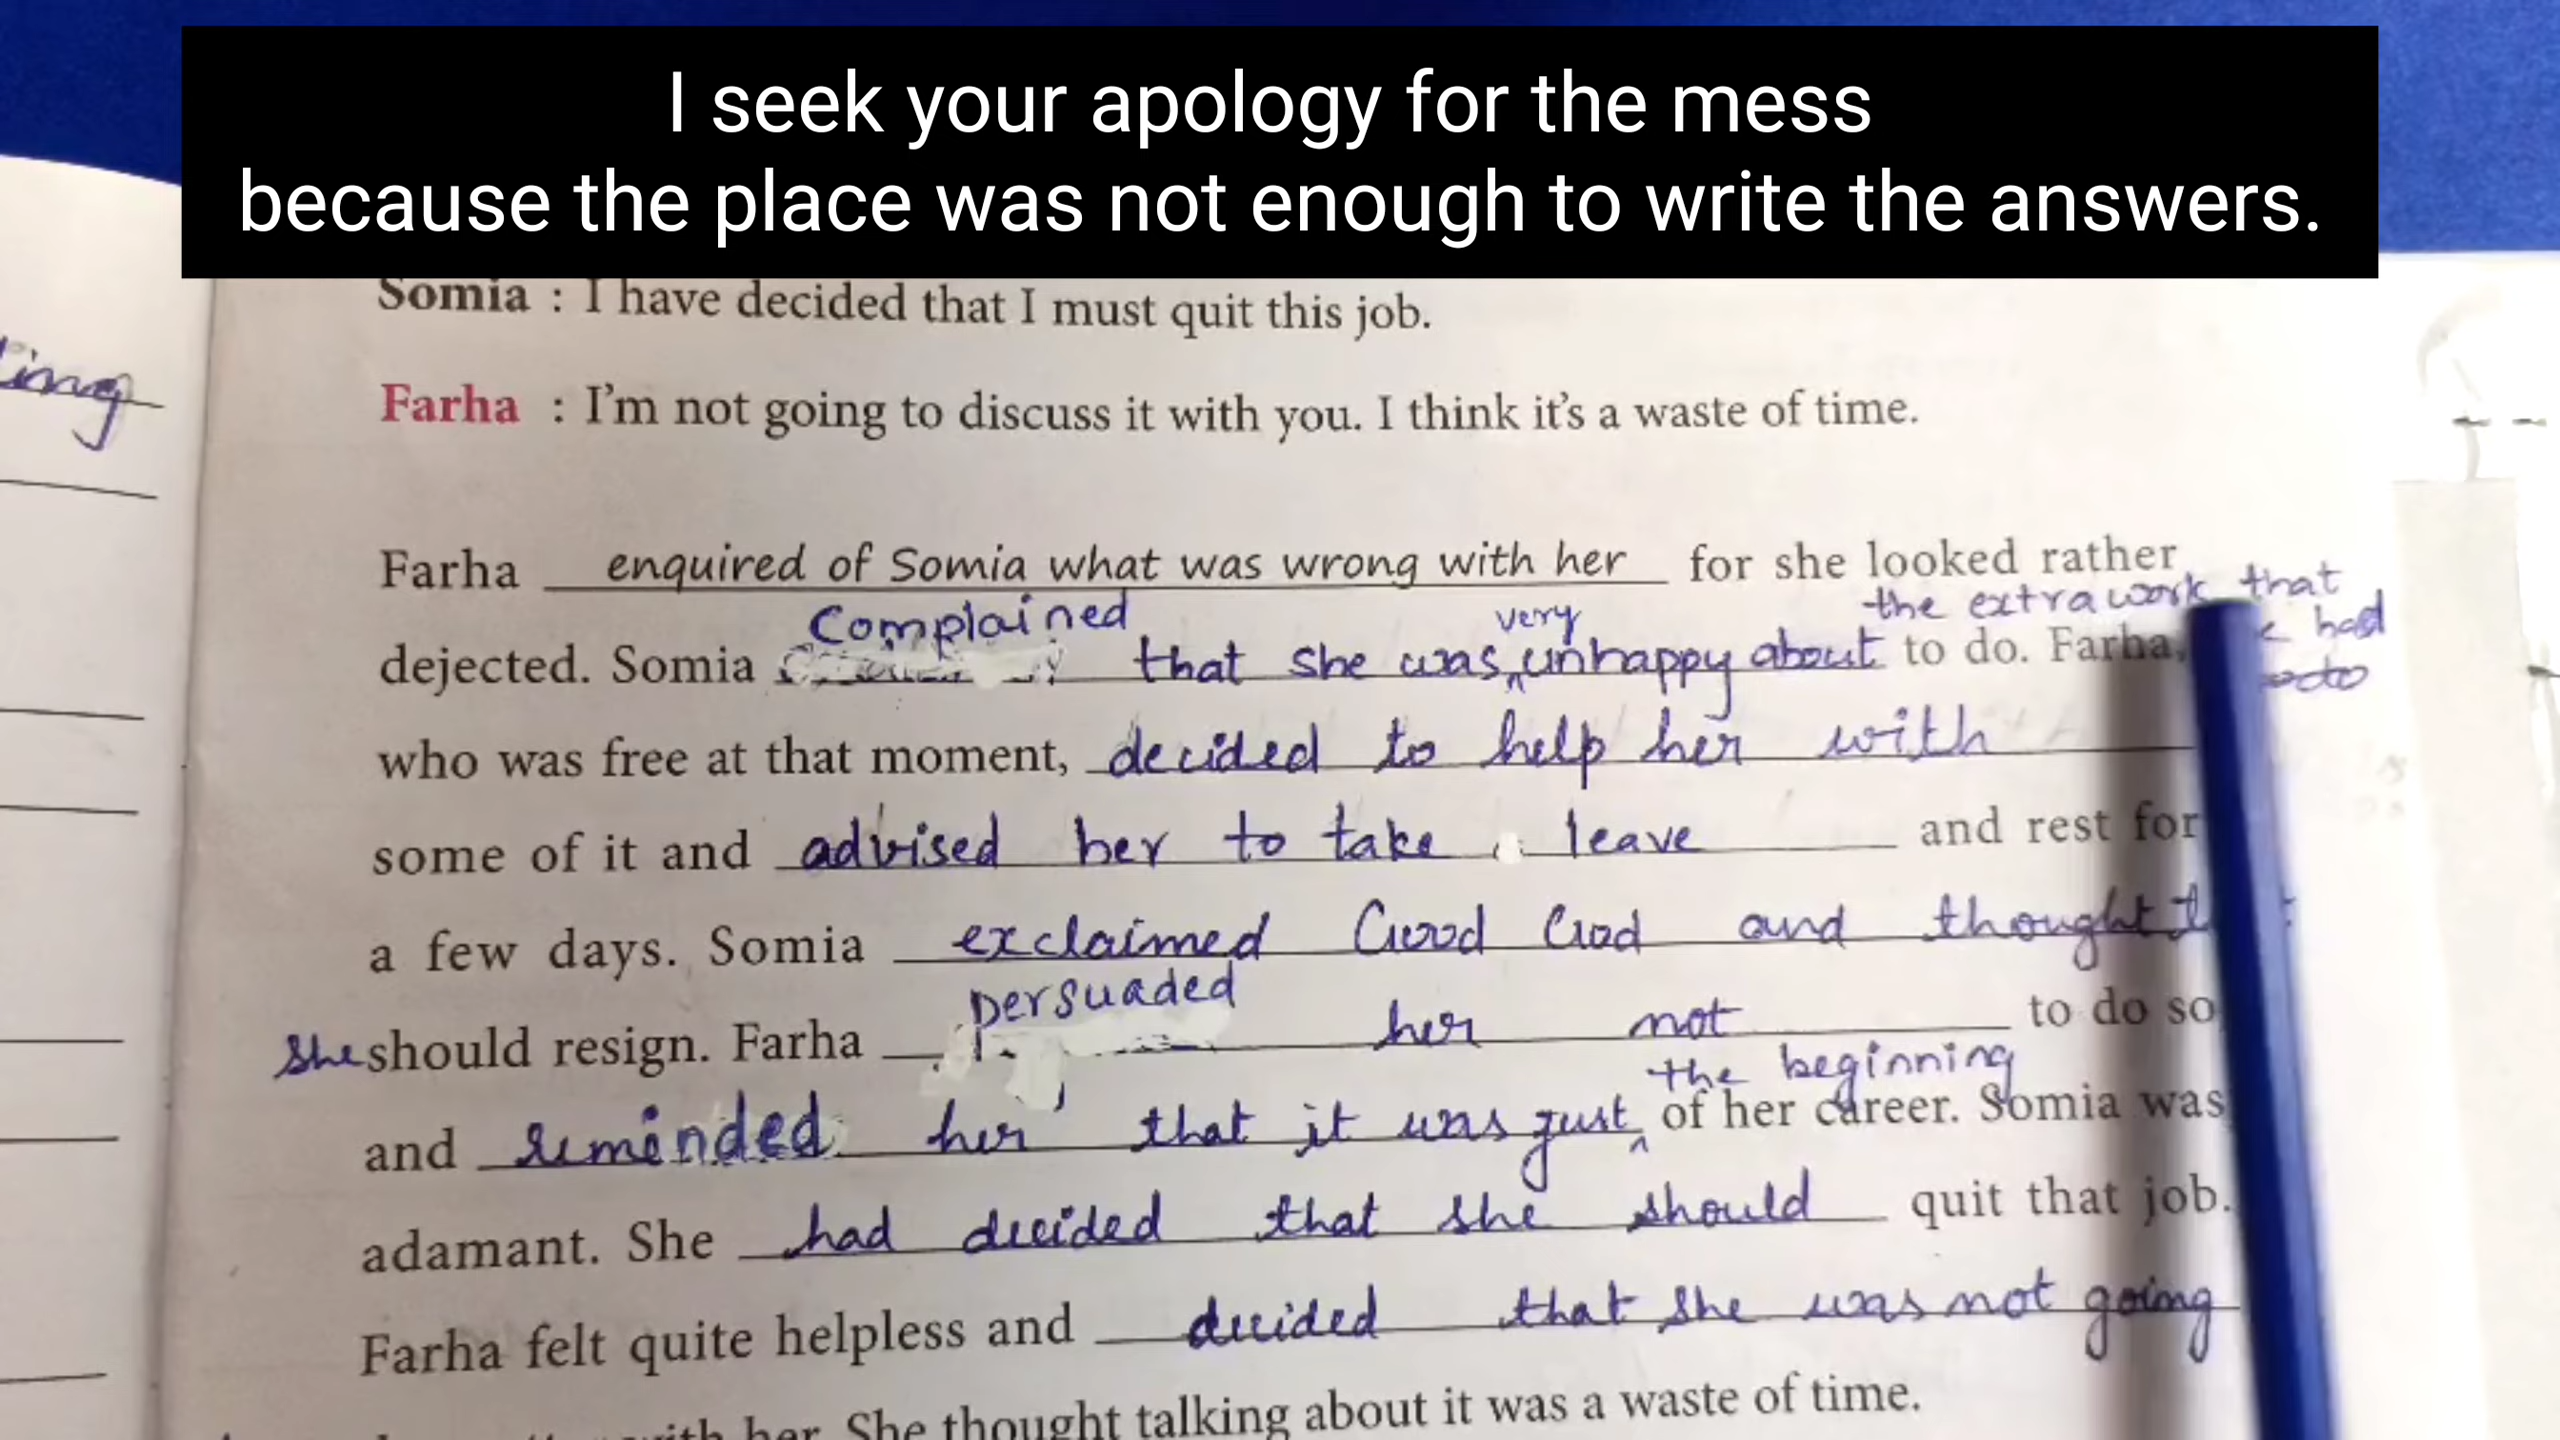 I seek your apology for the mess
because the place was not enough to write the answers.
Somia : I have decided that I must quit this job.
Farha : I'm not going to discuss it with you. I think it's a waste of time.
Farha enquired of Somia what was wrong with her for she looked rather
Complained very the extra work that
dejected. Somia that she was unhappy about to do. Farha, had
who was free at that moment, decided to help her with
some of it and advised her to take leave and rest for
a few days. Somia exclaimed Good God and thought
persuaded
she should resign. Farha her not to do so
the beginning
and reminded her that it was just of her career. Somia was
adamant. She had decided that she should quit that job.
Farha felt quite helpless and decided that she was not going
with her. She thought talking about it was a waste of time.